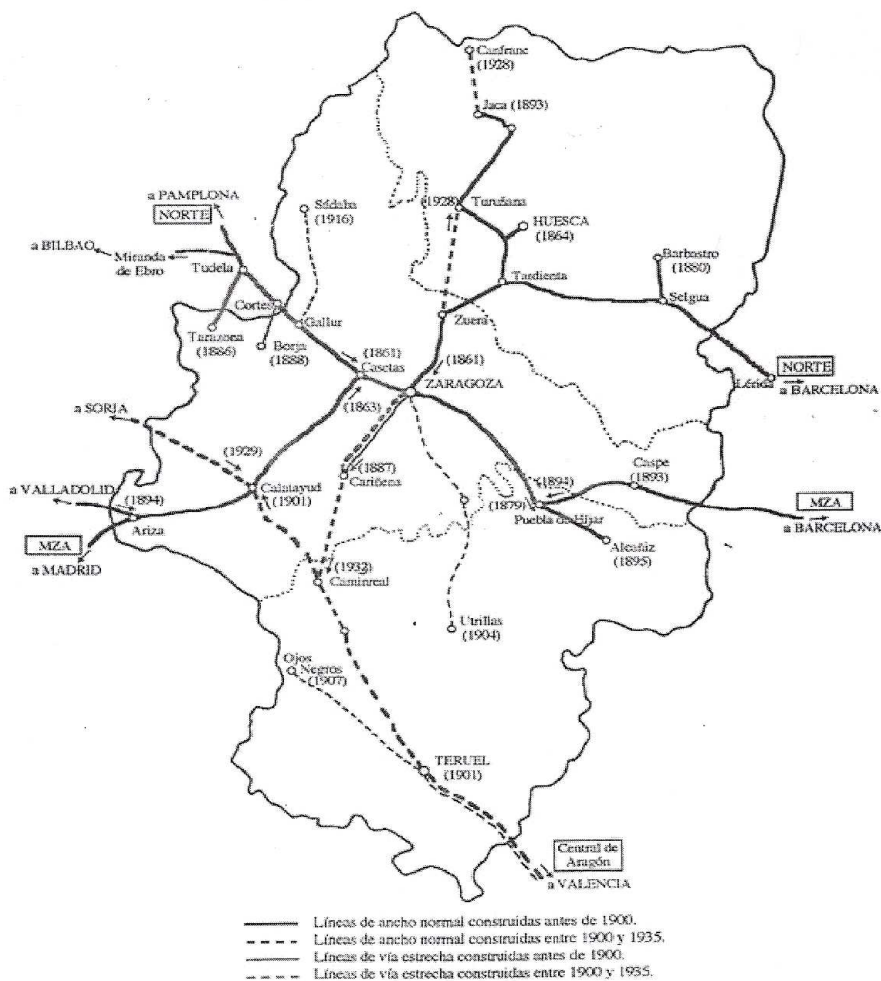 Canfranc
(1928)
Jaca (1893)
a PAMPLONA
NORTE
Sádaba
(1916)
(1928)
Turuñana
HUESCA
(1864)
a BILBAO
Miranda
de Ebro
Tudela
Barbastro
(1880)
Tardienta
Selgua
Cortes
Gallur
Zuera
Tarazona
(1886)
Borja
(1888)
(1861)
Casetas
(1861)
ZARAGOZA
NORTE
Lérida
a BARCELONA
(1863)
a SORIA
(1929)
(1887)
Cariñena
Calatayud
(1901)
(1894)
Caspe
(1893)
a VALLADOLID
(1894)
Ariza
(1879)
Puebla de Hijar
MZA
a BARCELONA
MZA
a MADRID
Alcañiz
(1895)
(1932)
Caminreal
Utrillas
(1904)
Ojos
Negros
(1907)
TERUEL
(1901)
Central de
Aragón
a VALENCIA
Líneas de ancho normal construidas antes de 1900.
Líneas de ancho normal construidas entre 1900 y 1935.
Líneas de vía estrecha construidas antes de 1900.
Líneas de vía estrecha construidas entre 1900 y 1935.